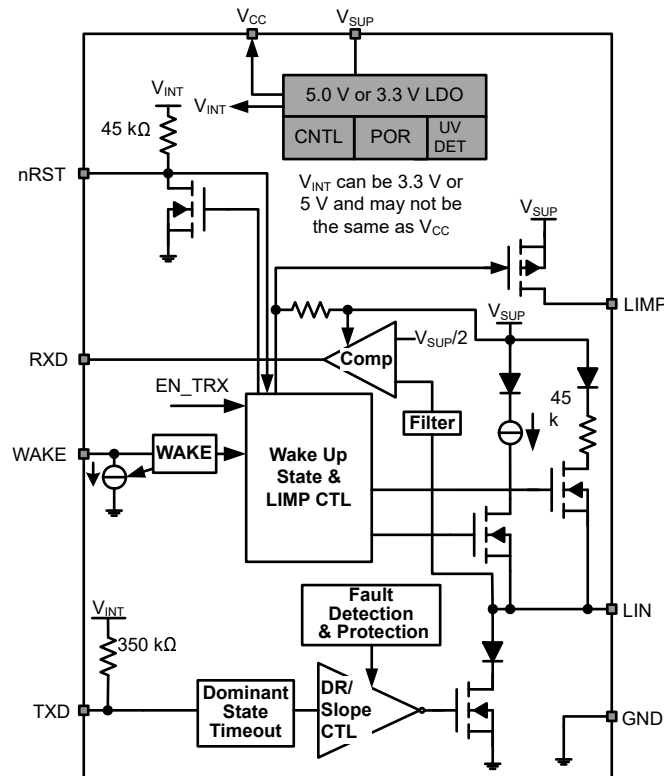 VCC
VSUP
5.0 V or 3.3 V LDO
VINT
CNTL
POR
UV
DET
VINT
45 kΩ
nRST
VINT can be 3.3 V or
5 V and may not be
the same as VCC
VSUP
LIMP
VSUP
RXD
Comp
VSUP/2
EN_TRX
45
k
Filter
WAKE
WAKE
Wake Up
State &
LIMP CTL
VINT
350 kΩ
Fault
Detection
& Protection
LIN
TXD
Dominant
State
Timeout
DR/
Slope
CTL
GND